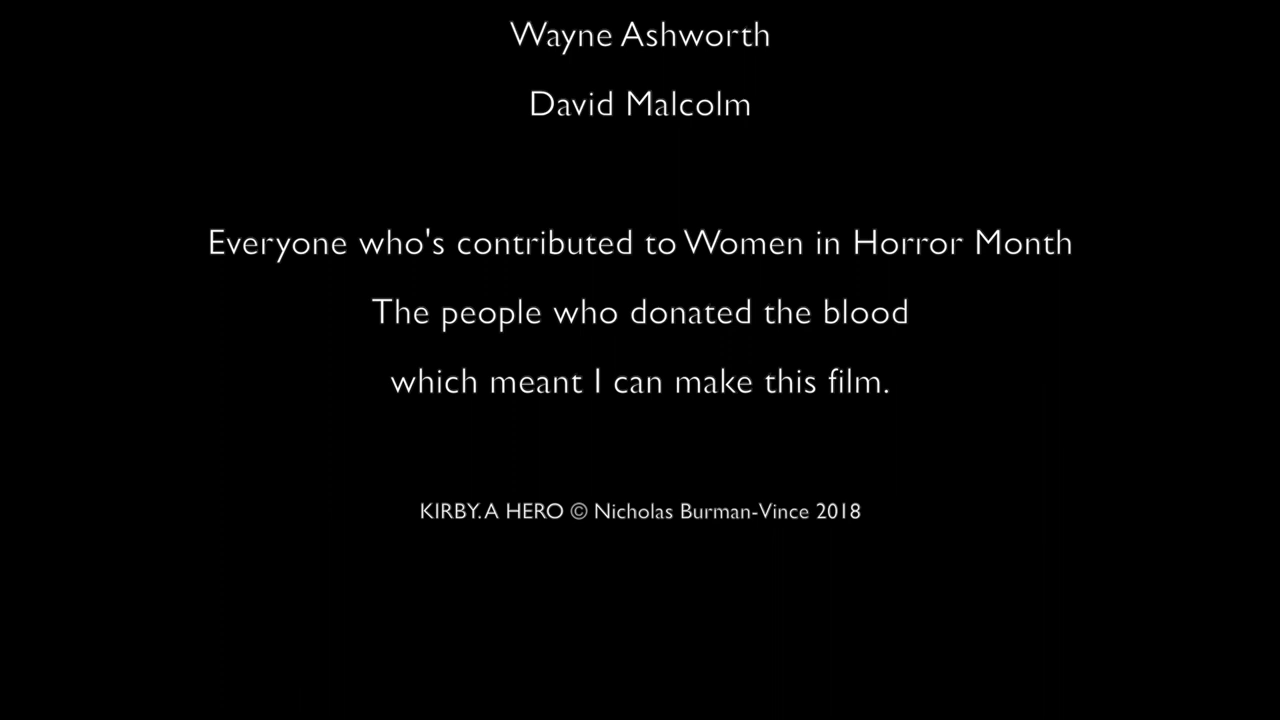 Wayne Ashworth
David Malcolm
Everyone who's contributed to Women in Horror Month
The people who donated the blood
which meant I can make this film.
KIRBY. A HERO © Nicholas Burman-Vince 2018